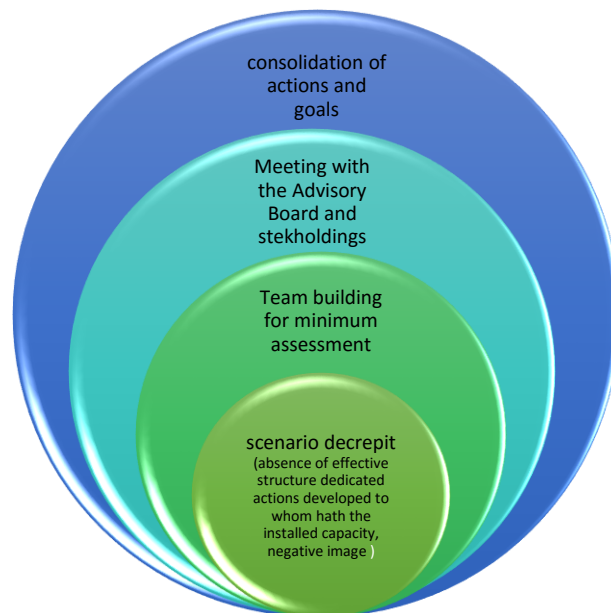 consolidation of
actions and
goals
Meeting with
the Advisory
Board and
stekholdings
Team building
for minimum
assessment
scenario decrepit
(absence of effective
structure dedicated
actions developed to
whom hath the
installed capacity,
negative image )